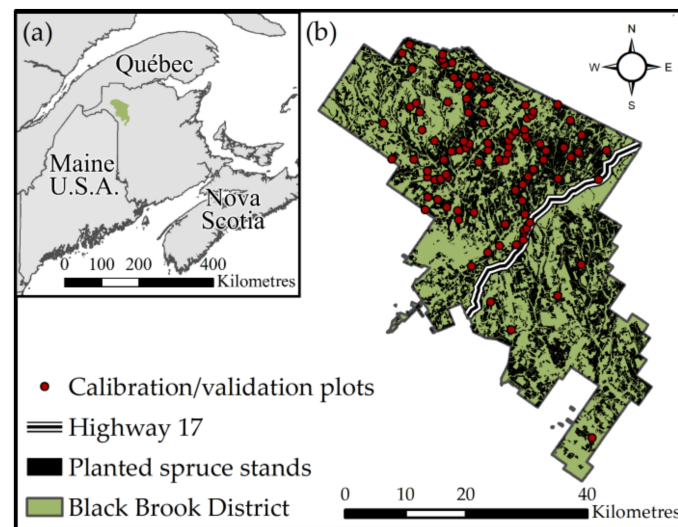 (a)
Québec
Maine
U.S.A.
Nova
Scotia
0 100 200 400
Kilometres
(b)
N
W E
S
Calibration/validation plots
Highway 17
Planted spruce stands
Black Brook District
0 10 20 40
Kilometres